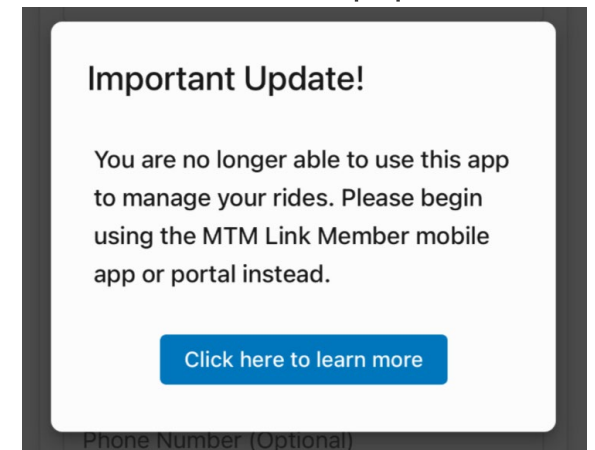 Important Update!
You are no longer able to use this app
to manage your rides. Please begin
using the MTM Link Member mobile
app or portal instead.
Click here to learn more
Phone Number (Optional)